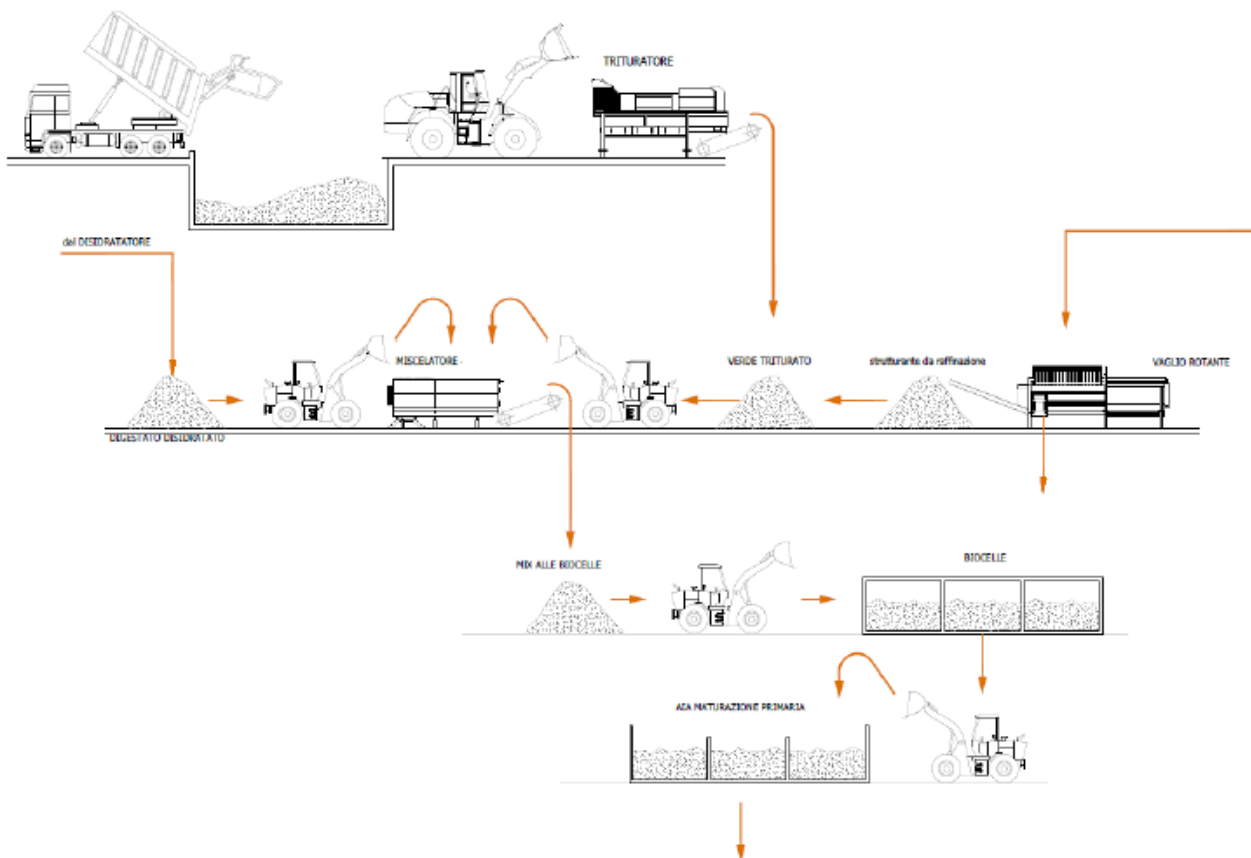 TRITURATORE
dal DISIDRATATORE
MISCELATORE
VERDE TRITURATO
strutturante da raffinazione
VAGLIO ROTANTE
DIGESTATO DISIDRATATO
MIX ALLE BIOCELLE
BIOCELLE
AIA MATURAZIONE PRIMARIA